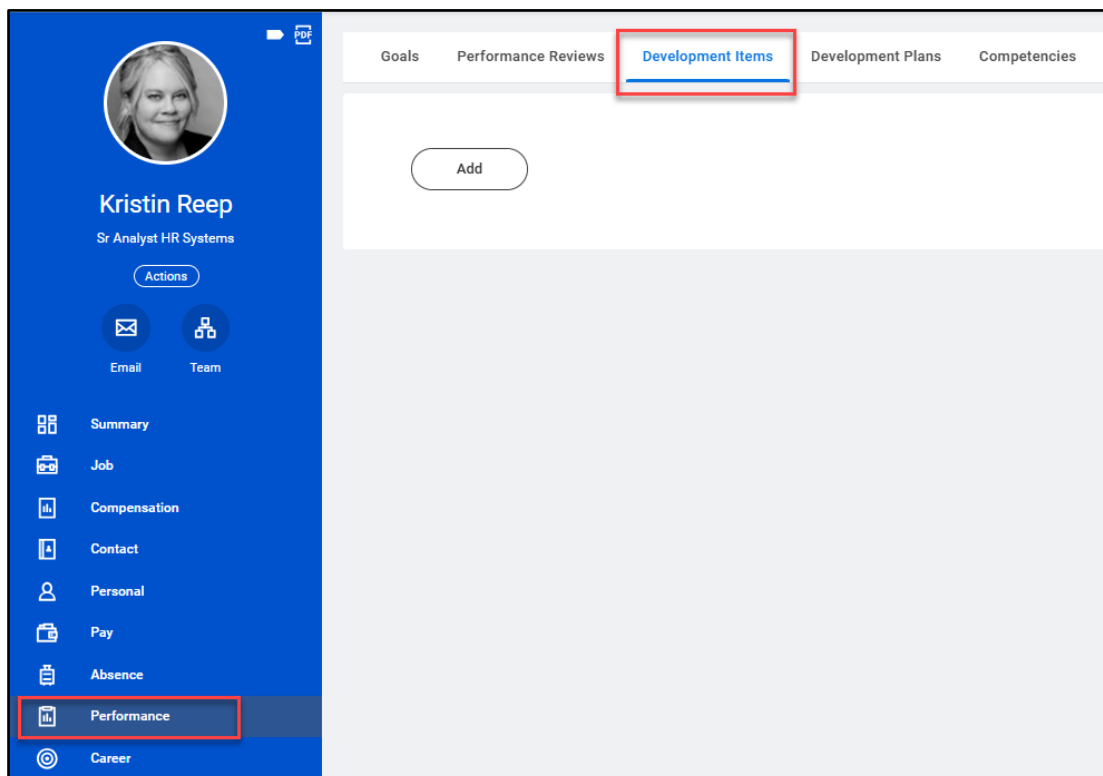 PDF
Kristin Reep
Sr Analyst HR Systems
Actions
Email Team
Summary
Job
Compensation
Contact
Personal
Pay
Absence
Performance
Career
Goals Performance Reviews Development Items Development Plans Competencies
Add